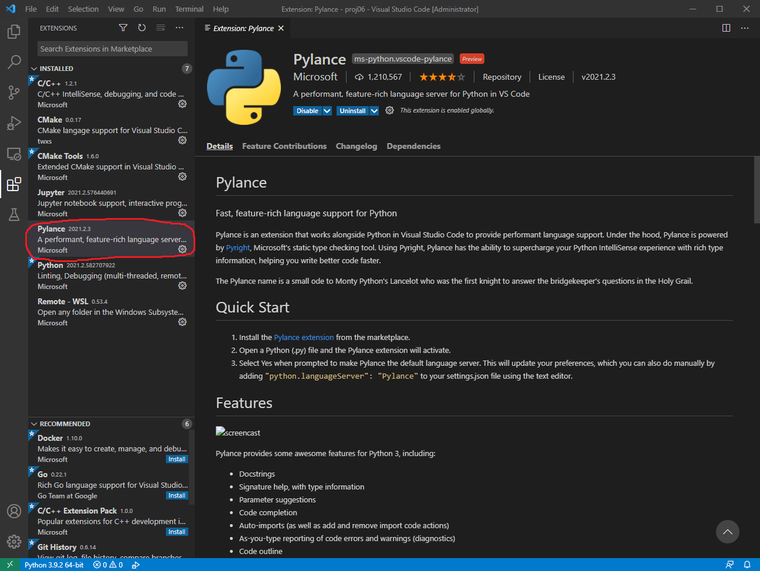 File Edit Selection View Go Run Terminal Help
Extension: Pylance - proj06 - Visual Studio Code [Administrator]
EXTENSIONS
Search Extensions in Marketplace
INSTALLED 7
C/C++ 1.2.1
C/C++ IntelliSense, debugging, and code ...
Microsoft
CMake 0.0.17
CMake langage support for Visual Studio C...
twxs
CMake Tools 1.6.0
Extended CMake support in Visual Studio ...
Microsoft
Jupyter 2021.2.576440691
Jupyter notebook support, interactive prog...
Microsoft
Pylance 2021.2.3
A performant, feature-rich language server...
Microsoft
Python 2021.2.582707922
Linting, Debugging (multi-threaded, remot...
Microsoft
Remote - WSL 0.53.4
Open any folder in the Windows Subsyste...
Microsoft
RECOMMENDED 6
Docker 1.10.0
Makes it easy to create, manage, and debu...
Microsoft Install
Go 0.22.1
Rich Go language support for Visual Studio...
Go Team at Google Install
C/C++ Extension Pack 1.0.0
Popular extensions for C++ development i...
Microsoft Install
Git History 0.6.14
View git log, file history, compare branches
Extension: Pylance
Pylance ms-python.vscode-pylance Preview
Microsoft 1,210,567 Repository License v2021.2.3
A performant, feature-rich language server for Python in VS Code
Disable Uninstall This extension is enabled globally.
Details Feature Contributions Changelog Dependencies
Pylance
Fast, feature-rich language support for Python
Pylance is an extension that works alongside Python in Visual Studio Code to provide performant language support. Under the hood, Pylance is powered
by Pyright, Microsoft's static type checking tool. Using Pyright, Pylance has the ability to supercharge your Python IntelliSense experience with rich type
information, helping you write better code faster.
The Pylance name is a small ode to Monty Python's Lancelot who was the first knight to answer the bridgekeeper's questions in the Holy Grail.
Quick Start
1. Install the Pylance extension from the marketplace.
2. Open a Python (.py) file and the Pylance extension will activate.
3. Select Yes when prompted to make Pylance the default language server. This will update your preferences, which you can also do manually by
adding "python.languageServer": "Pylance" to your settings.json file using the text editor.
Features
screencast
Pylance provides some awesome features for Python 3, including:
• Docstrings
• Signature help, with type information
• Parameter suggestions
• Code completion
• Auto-imports (as well as add and remove import code actions)
• As-you-type reporting of code errors and warnings (diagnostics)
• Code outline
Python 3.9.2 64-bit 0 0